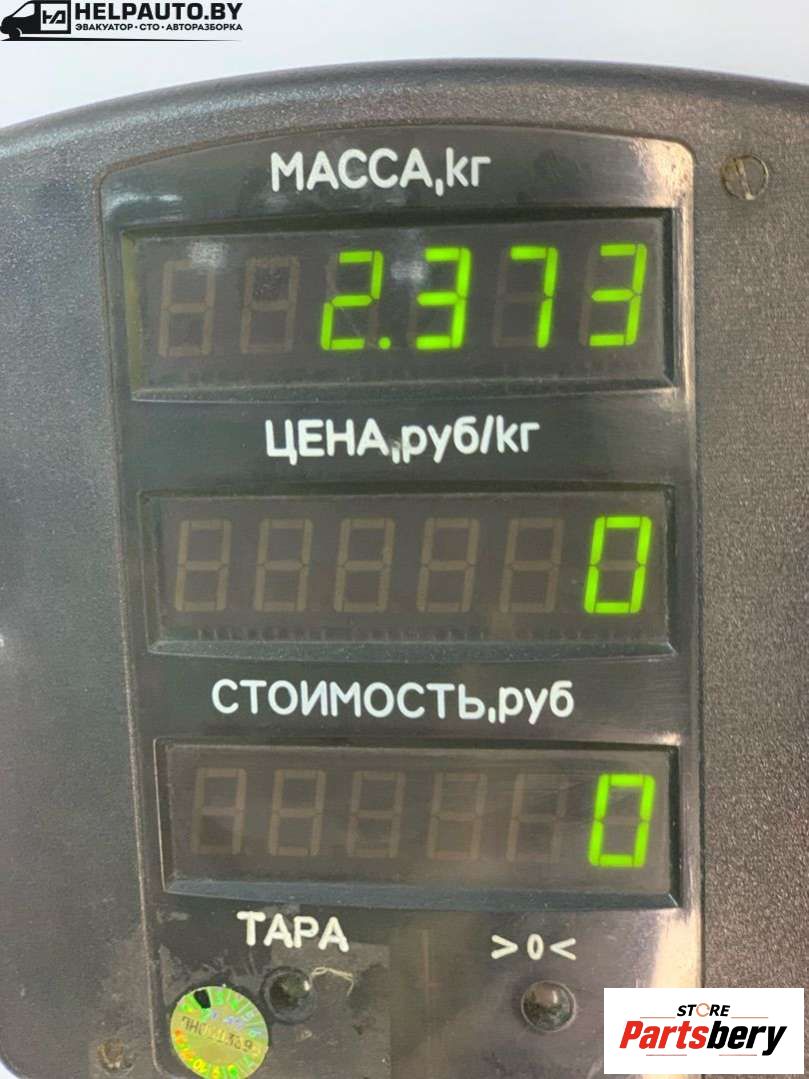 HELPAUTO.BY
ЭВАКУАТОР • СТО • АВТОРАЗБОРКА
МАССА,кг
2.373
ЦЕНА,руб/кг
0
СТОИМОСТЬ,руб
0
ТАРА
>0<
STORE
Partsbery